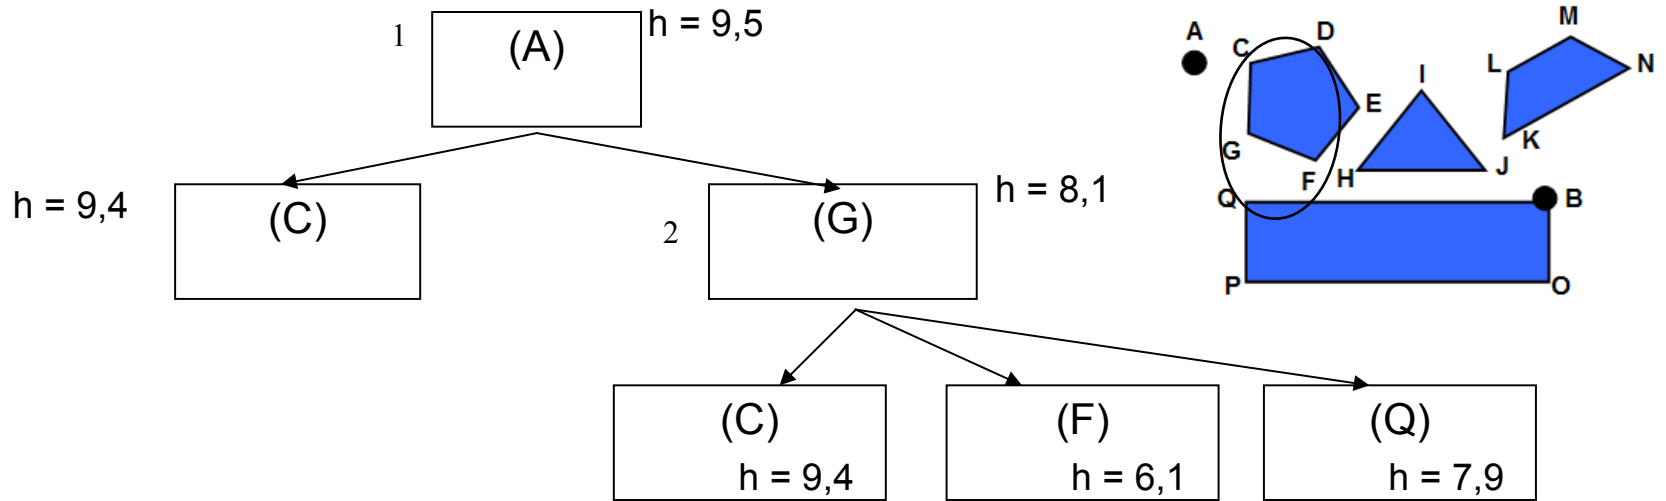 1
(A)
h = 9,5
h = 9,4
(C)
2
(G)
h = 8,1
(C)
h = 9,4
(F)
h = 6,1
(Q)
h = 7,9
A
C
D
E
G
F
H
I
J
L
M
N
K
Q
B
P
O